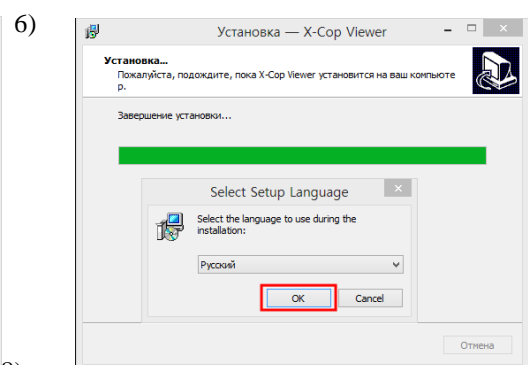 6)
Установка — X-Cop Viewer
Установка...
Пожалуйста, подождите, пока X-Cop Viewer установится на ваш компьюте
р.
Завершение установки...
Select Setup Language
Select the language to use during the
installation:
Русский
OK Cancel
Отмена